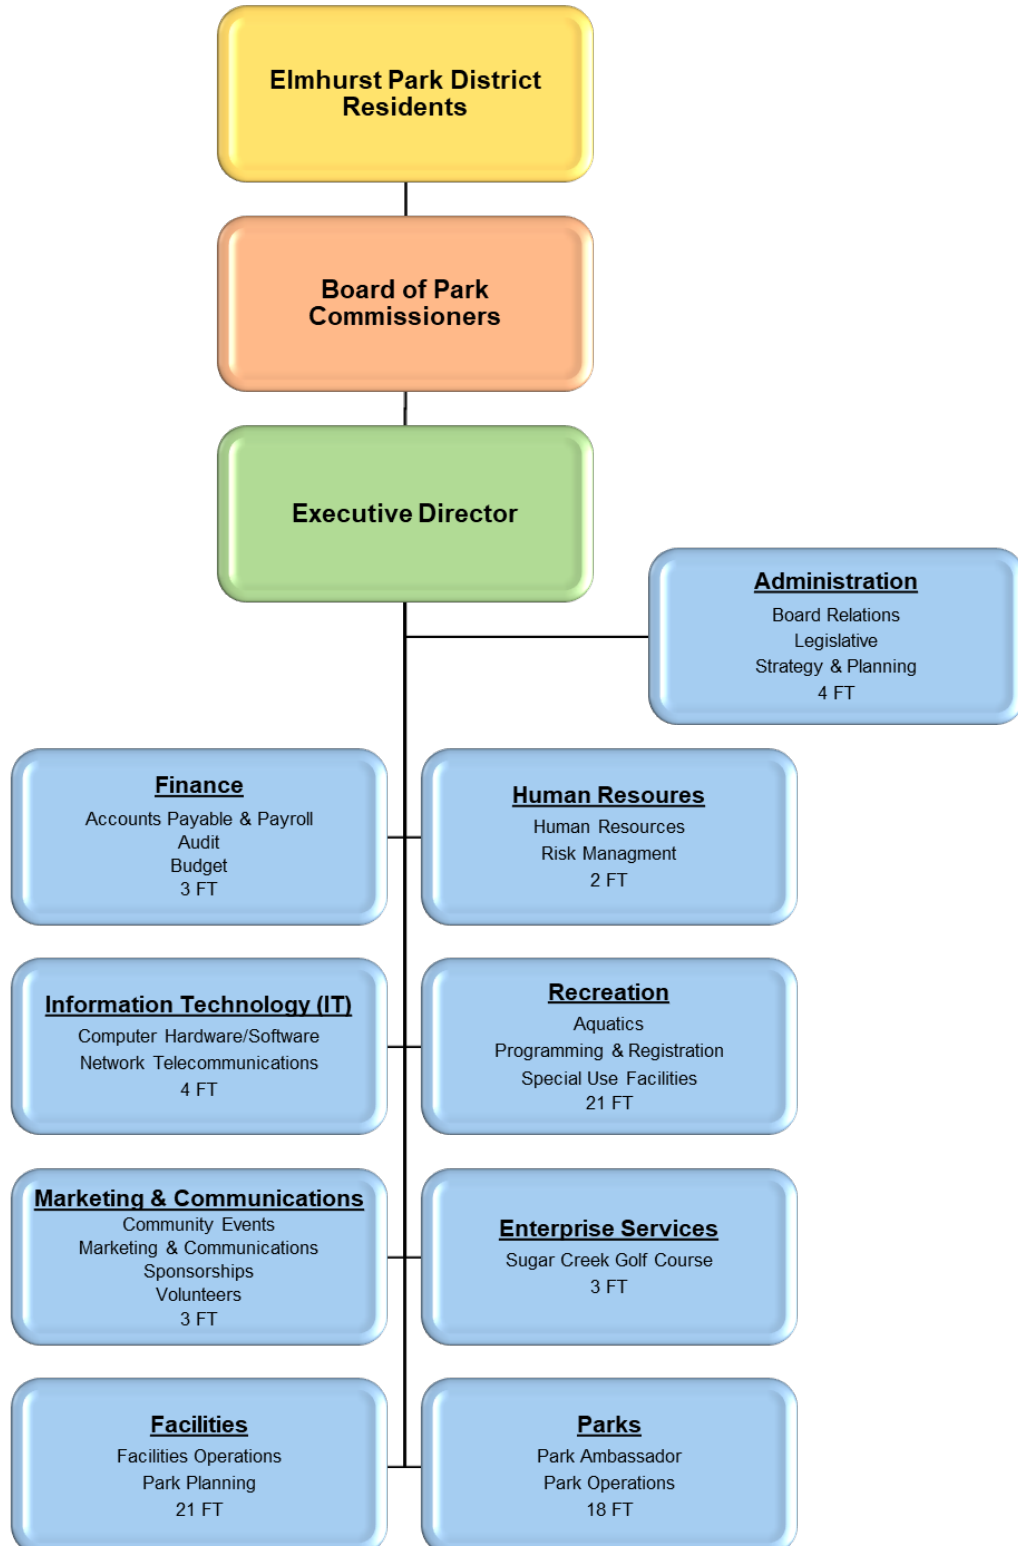 Elmhurst Park District
Residents
Board of Park
Commissioners
Executive Director
Administration
Board Relations
Legislative
Strategy & Planning
4 FT
Finance
Accounts Payable & Payroll
Audit
Budget
3 FT
Human Resoures
Human Resources
Risk Managment
2 FT
Information Technology (IT)
Computer Hardware/Software
Network Telecommunications
4 FT
Recreation
Aquatics
Programming & Registration
Special Use Facilities
21 FT
Marketing & Communications
Community Events
Marketing & Communications
Sponsorships
Volunteers
3 FT
Enterprise Services
Sugar Creek Golf Course
3 FT
Facilities
Facilities Operations
Park Planning
21 FT
Parks
Park Ambassador
Park Operations
18 FT